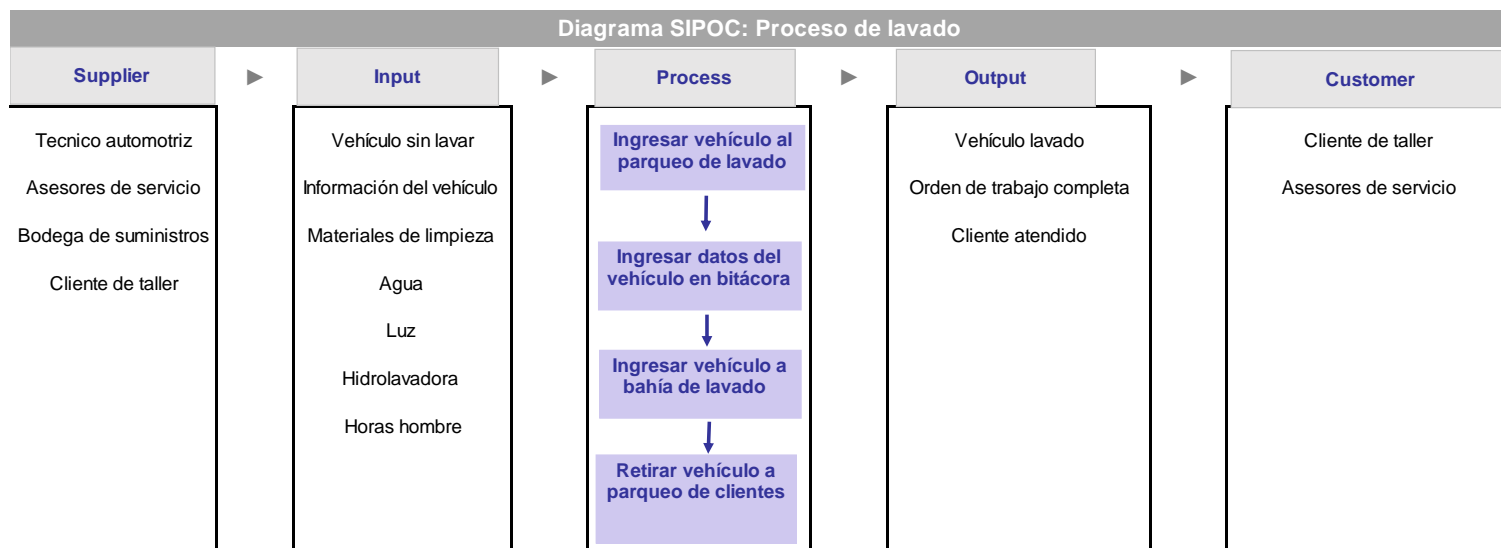 Diagrama SIPOC: Proceso de lavado
Supplier
Input
Process
Output
Customer
Tecnico automotriz
Asesores de servicio
Bodega de suministros
Cliente de taller
Vehículo sin lavar
Información del vehículo
Materiales de limpieza
Agua
Luz
Hidrolavadora
Horas hombre
Ingresar vehículo al
parqueo de lavado
Ingresar datos del
vehículo en bitácora
Ingresar vehículo a
bahía de lavado
Retirar vehículo a
parqueo de clientes
Vehículo lavado
Orden de trabajo completa
Cliente atendido
Cliente de taller
Asesores de servicio